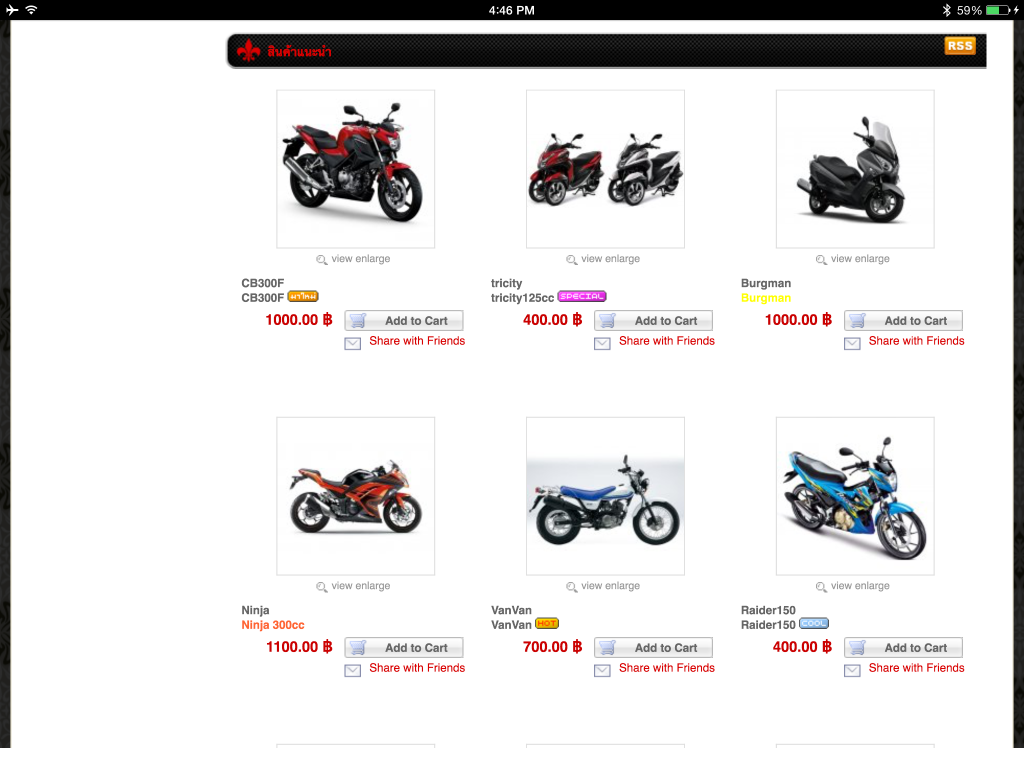 4:46 PM
59%
สินค้าแนะนำ
RSS
view enlarge
view enlarge
view enlarge
CB300F
CB300F มาใหม่
1000.00 ฿
Add to Cart
Share with Friends
tricity
tricity125cc SPECIAL
400.00 ฿
Add to Cart
Share with Friends
Burgman
Burgman
1000.00 ฿
Add to Cart
Share with Friends
view enlarge
view enlarge
view enlarge
Ninja
Ninja 300cc
1100.00 ฿
Add to Cart
Share with Friends
VanVan
VanVan HOT
700.00 ฿
Add to Cart
Share with Friends
Raider150
Raider150 COOL
400.00 ฿
Add to Cart
Share with Friends